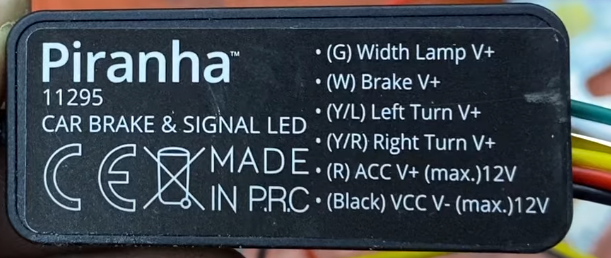 Piranha™
11295
CAR BRAKE & SIGNAL LED
CE MADE
IN P.R.C
• (G) Width Lamp V+
• (W) Brake V+
• (Y/L) Left Turn V+
• (Y/R) Right Turn V+
• (R) ACC V+ (max.)12V
• (Black) VCC V- (max.)12V